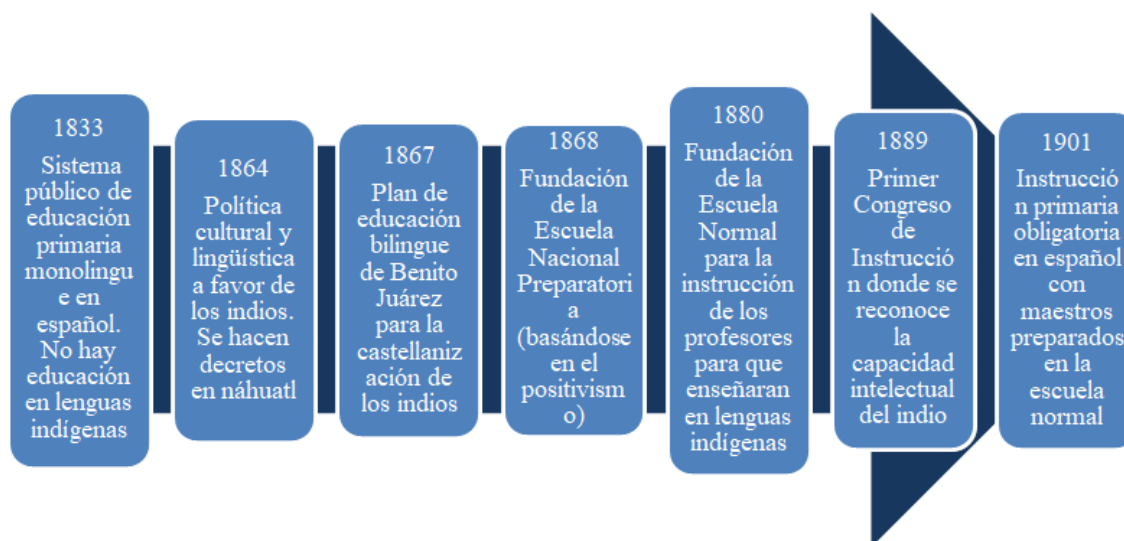 1833
Sistema
público de
educación
primaria
monolingu
e en
español.
No hay
educación
en lenguas
indígenas
1864
Política
cultural y
lingüística
a favor de
los indios.
Se hacen
decretos
en náhuatl
1867
Plan de
educación
bilingue
de Benito
Juárez
para la
castellaniz
ación de
los indios
1868
Fundación
de la
Escuela
Nacional
Preparatori
a
(basándose
en el
positivism
o)
1880
Fundación
de la
Escuela
Normal
para la
instrucción
de los
profesores
para que
enseñaran
en lenguas
indígenas
1889
Primer
Congreso
de
Instrucció
n donde se
reconoce
la
capacidad
intelectual
del indio
1901
Instrucció
n primaria
obligatoria
en español
con
maestros
preparados
en la
escuela
normal